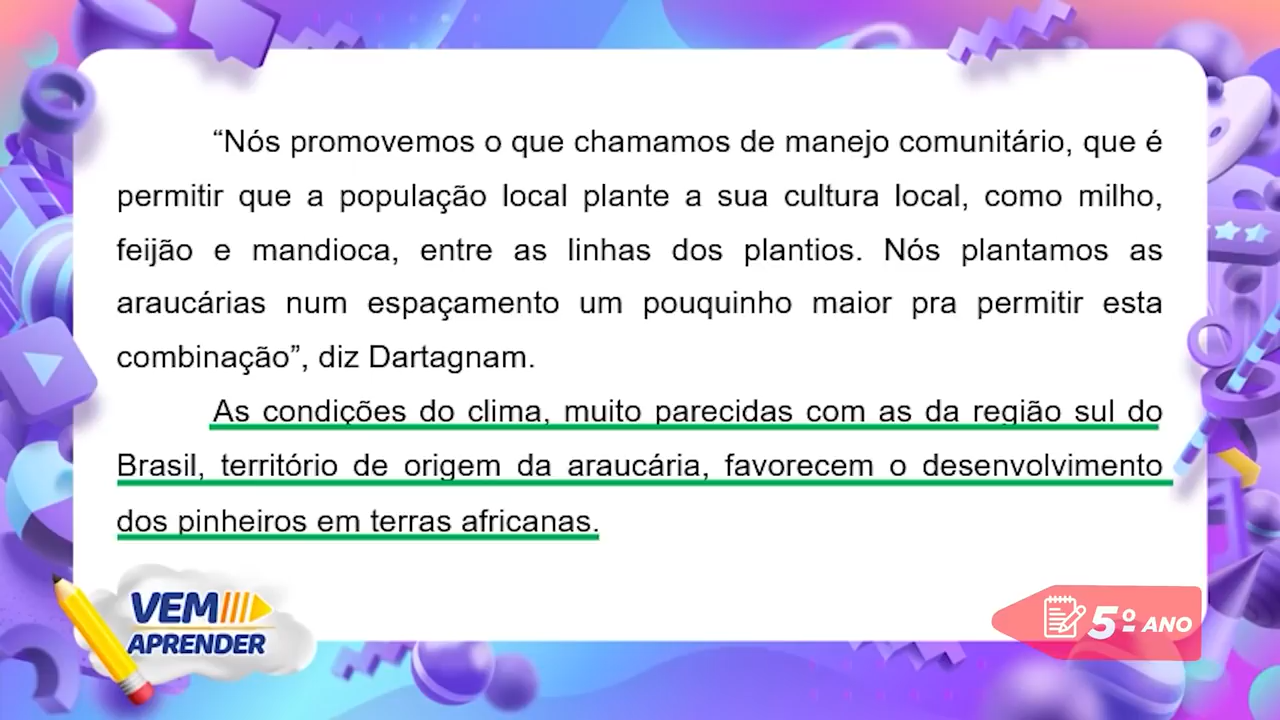 “Nós promovemos o que chamamos de manejo comunitário, que é
permitir que a população local plante a sua cultura local, como milho,
feijão e mandioca, entre as linhas dos plantios. Nós plantamos as
araucárias num espaçamento um pouquinho maior pra permitir esta
combinação”, diz Dartagnam.
As condições do clima, muito parecidas com as da região sul do
Brasil, território de origem da araucária, favorecem o desenvolvimento
dos pinheiros em terras africanas.
VEM
APRENDER
5º ANO